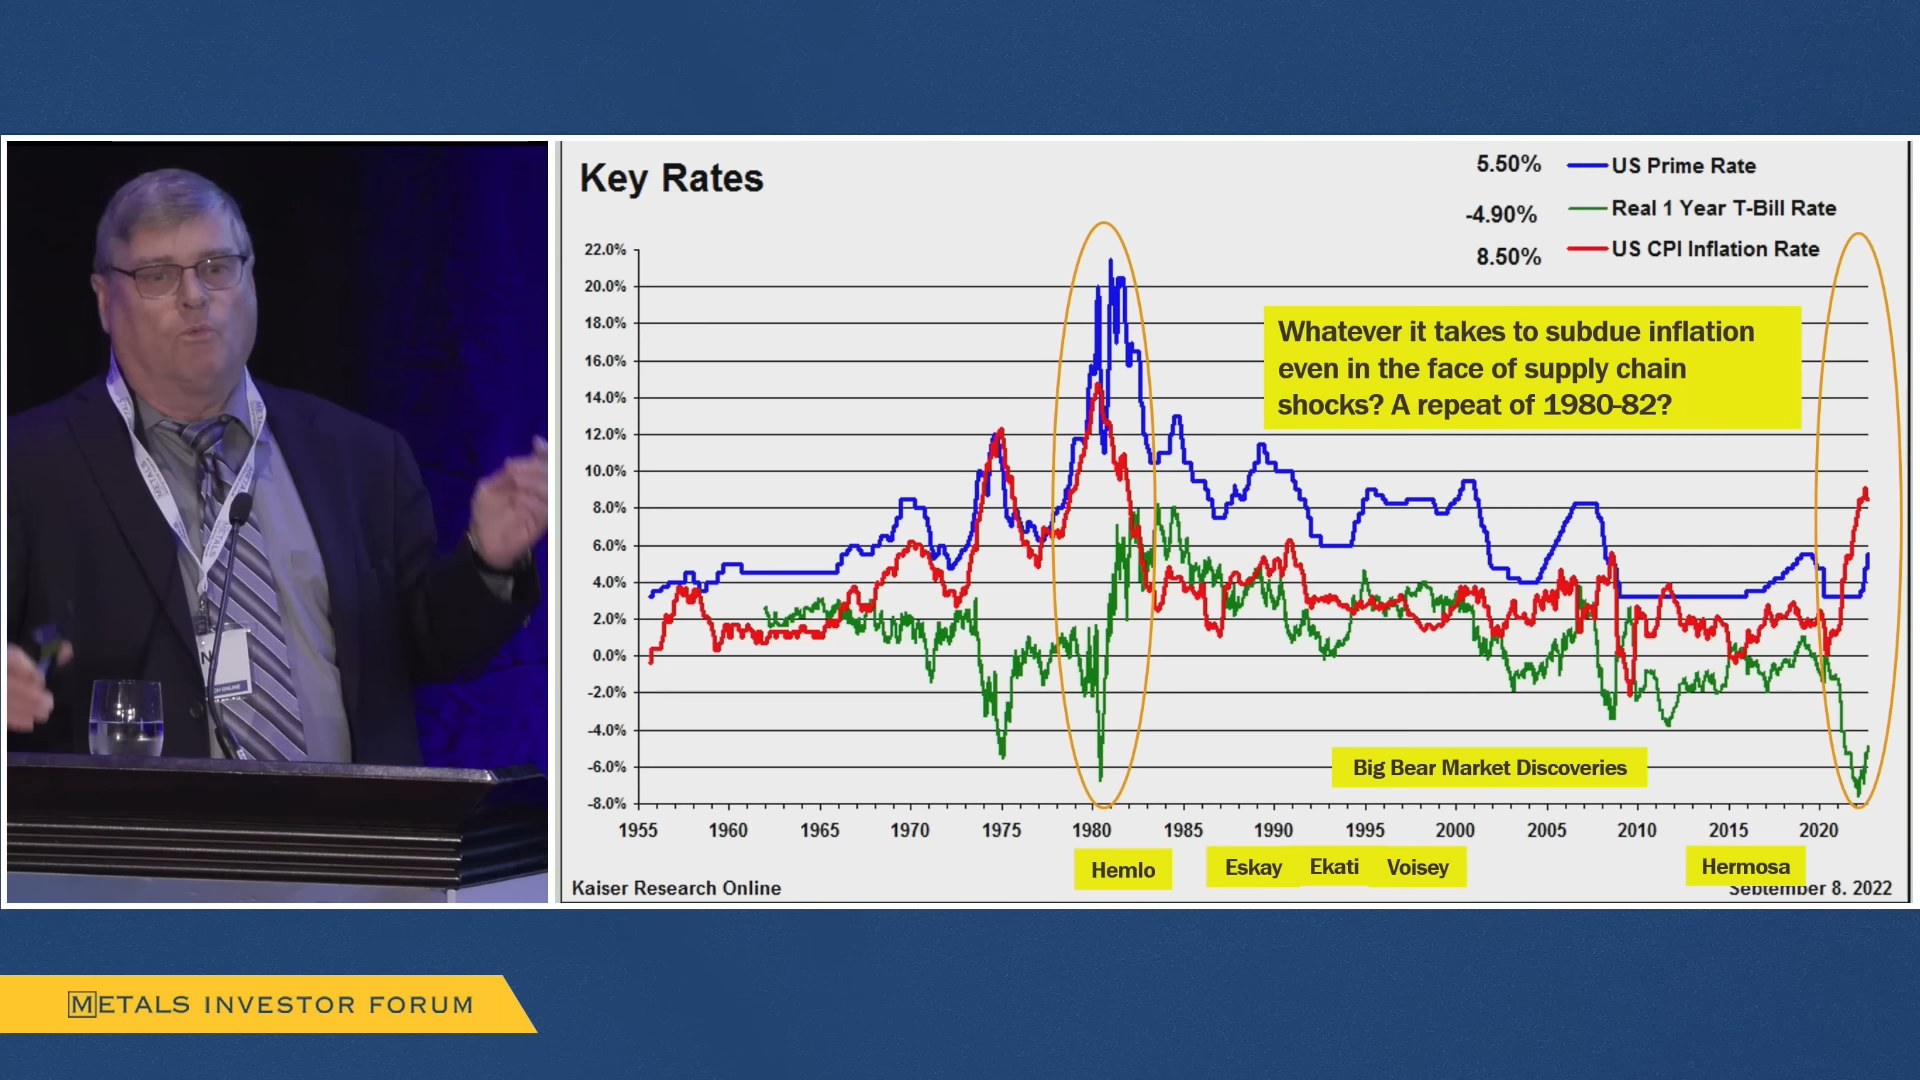 Key Rates
5.50% US Prime Rate
-4.90% Real 1 Year T-Bill Rate
8.50% US CPI Inflation Rate
22.0%
20.0%
18.0%
16.0%
14.0%
12.0%
10.0%
8.0%
6.0%
4.0%
2.0%
0.0%
-2.0%
-4.0%
-6.0%
-8.0%
Whatever it takes to subdue inflation
even in the face of supply chain
shocks? A repeat of 1980-82?
Big Bear Market Discoveries
1955 1960 1965 1970 1975 1980 1985 1990 1995 2000 2005 2010 2015 2020
Hemlo Eskay Ekati Voisey Hermosa
Kaiser Research Online
September 8. 2022
METALS INVESTOR FORUM